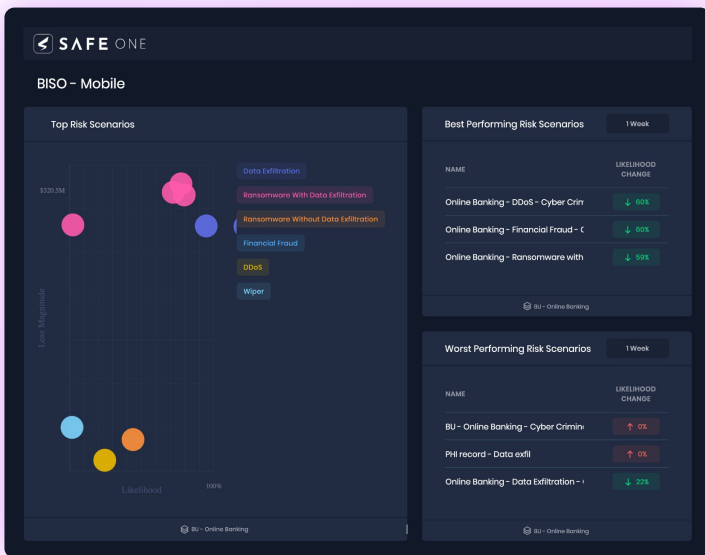 SAFE ONE
BISO - Mobile
Top Risk Scenarios
Data Exfiltration
Ransomware With Data Exfiltration
Ransomware Without Data Exfiltration
Financial Fraud
DDoS
Wiper
$320.5M
Loss Magnitude
Likelihood
100%
BU - Online Banking
Best Performing Risk Scenarios
1 Week
NAME
LIKELIHOOD
CHANGE
Online Banking - DDoS - Cyber Crim
↓ 60%
Online Banking - Financial Fraud - C
↓ 60%
Online Banking - Ransomware with
↓ 59%
BU - Online Banking
Worst Performing Risk Scenarios
1 Week
NAME
LIKELIHOOD
CHANGE
BU - Online Banking - Cyber Crimin
↑ 0%
PHI record - Data exfil
↑ 0%
Online Banking - Data Exfiltration -
↓ 22%
BU - Online Banking